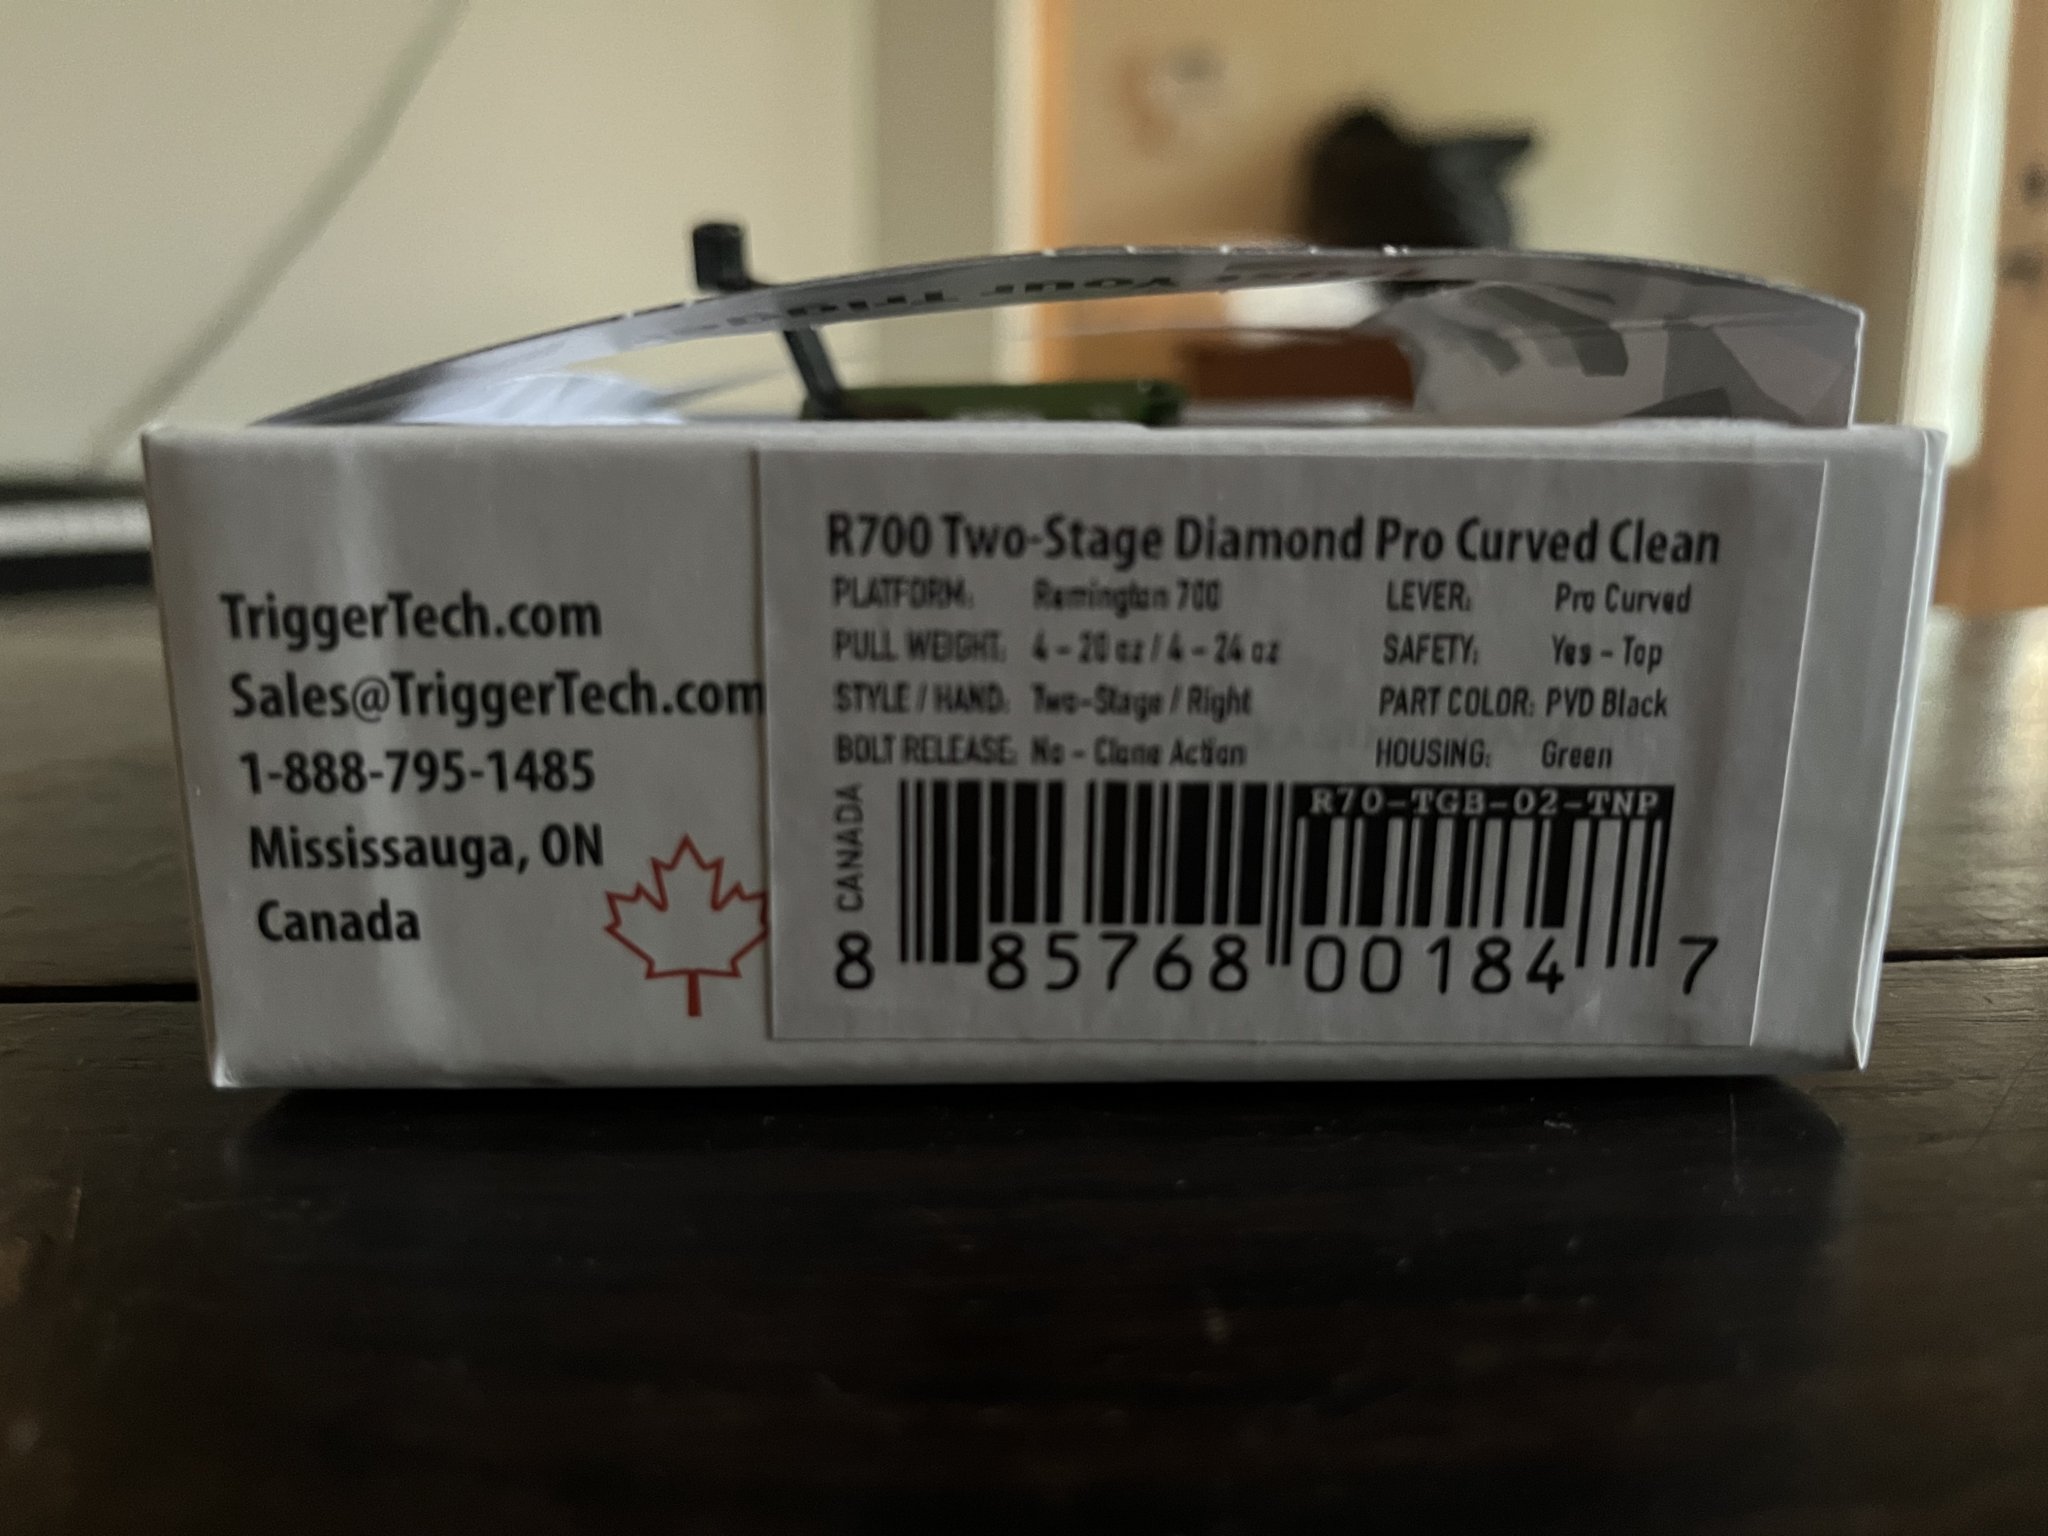 TriggerTech.com
Sales@TriggerTech.com
1-888-795-1485
Mississauga, ON
Canada
R700 Two-Stage Diamond Pro Curved Clean
PLATFORM: Remington 700 LEVER: Pro Curved
PULL WEIGHT: 4 - 20 oz / 4 - 24 oz SAFETY: Yes - Top
STYLE / HAND: Two-Stage / Right PART COLOR: PVD Black
BOLT RELEASE: No - Clone Action HOUSING: Green
CANADA
R70-TGB-02-TNP
8 85768 00184 7
your